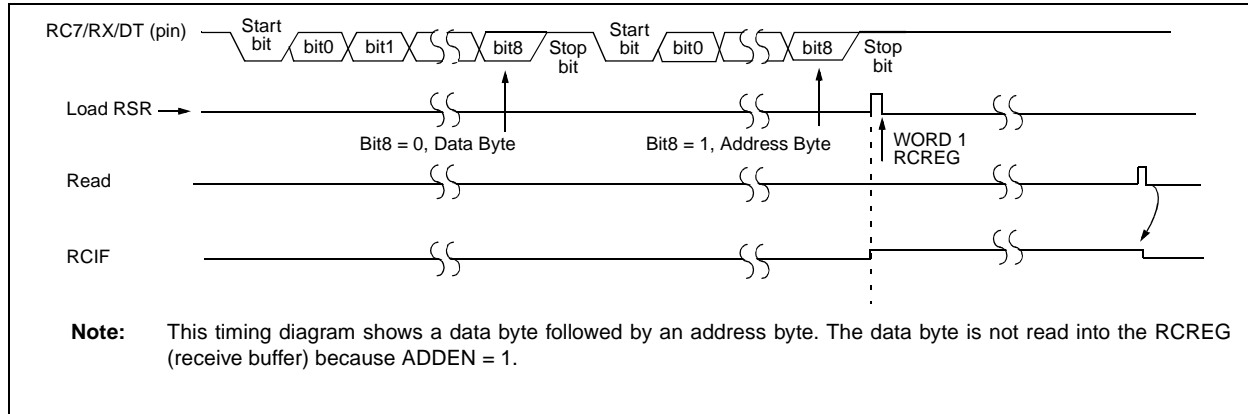 RC7/RX/DT (pin)
Start bit
bit0
bit1
bit8
Stop bit
Start bit
bit0
bit8
Stop bit
Load RSR
Bit8 = 0, Data Byte
Bit8 = 1, Address Byte
WORD 1
RCREG
Read
RCIF
Note: This timing diagram shows a data byte followed by an address byte. The data byte is not read into the RCREG
(receive buffer) because ADDEN = 1.